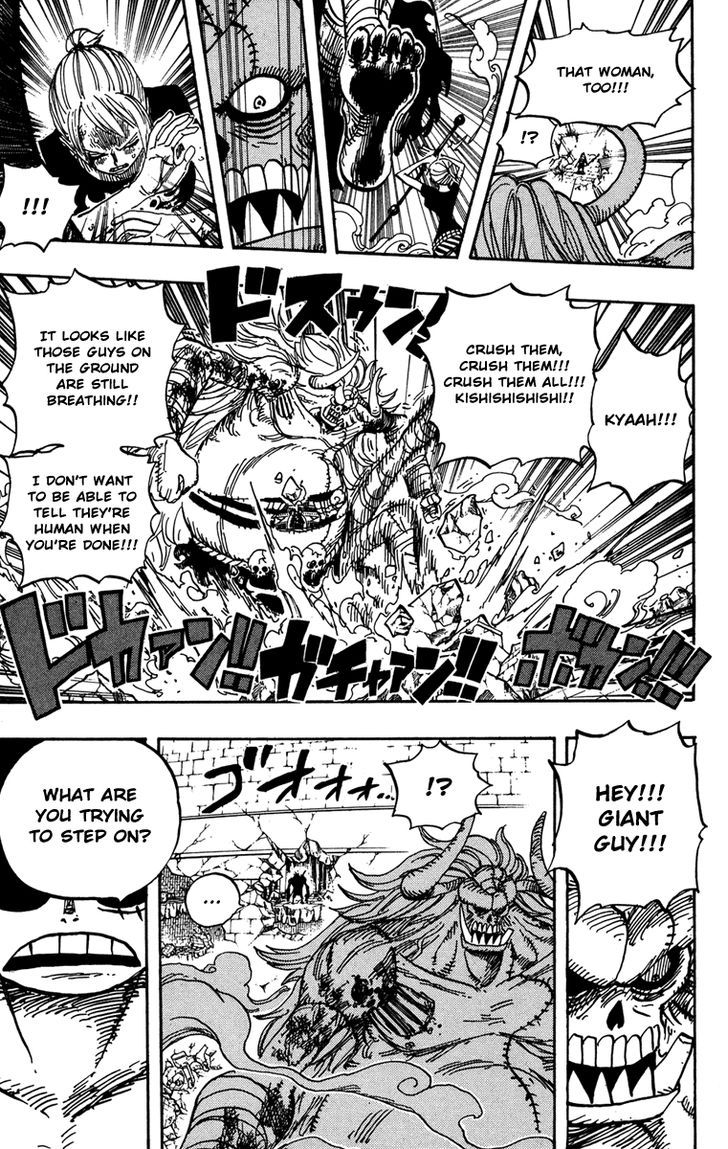 THAT WOMAN,
TOO!!!
!?
!!!
ドスゥン!
KYAAH!!!
CRUSH THEM,
CRUSH THEM!!!
CRUSH THEM ALL!!!
KISHISHISHISHI!!
IT LOOKS LIKE
THOSE GUYS ON
THE GROUND
ARE STILL
BREATHING!!
I DON'T WANT
TO BE ABLE TO
TELL THEY'RE
HUMAN WHEN
YOU'RE DONE!!!
ボカン!!!
ガチャアン!!
ドカァン!!
HEY!!!
GIANT
GUY!!!
!?
ゴオオオ...
...
WHAT ARE
YOU TRYING
TO STEP ON?